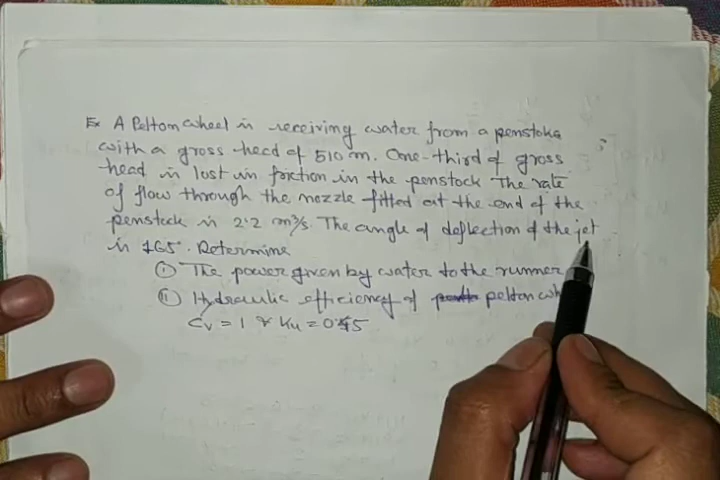 Ex A Pelton wheel is receiving water from a penstoke
with a gross head of 510 m. One-third of gross
head is lost in friction in the penstock The rate
of flow through the nozzle fitted at the end of the
penstock is 2.2 m³/s. The angle of deflection of the jet
is 165°. Determine
① The power given by water to the runner
② Hydraulic efficiency of pelton
Cv = 1 & Ku = 0.45